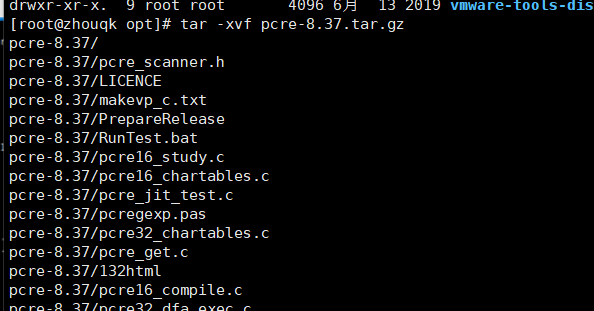 drwxr-xr-x.  9 root root      4096 6月  13 2019 vmware-tools-dis
[root@zhouqk opt]# tar -xvf pcre-8.37.tar.gz
pcre-8.37/
pcre-8.37/pcre_scanner.h
pcre-8.37/LICENCE
pcre-8.37/makevp_c.txt
pcre-8.37/PrepareRelease
pcre-8.37/RunTest.bat
pcre-8.37/pcre16_study.c
pcre-8.37/pcre16_chartables.c
pcre-8.37/pcre_jit_test.c
pcre-8.37/pcregexp.pas
pcre-8.37/pcre32_chartables.c
pcre-8.37/pcre_get.c
pcre-8.37/132html
pcre-8.37/pcre16_compile.c
pcre-8.37/pcre32_dfa_exec.c